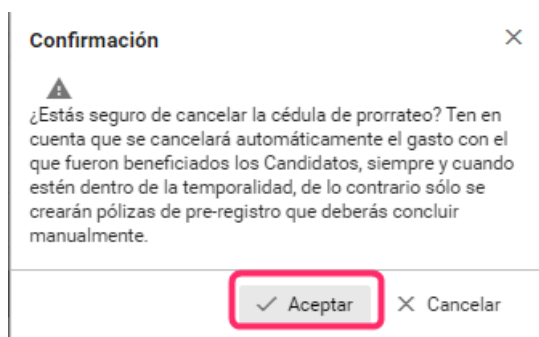 Confirmación
¿Estás seguro de cancelar la cédula de prorrateo? Ten en
cuenta que se cancelará automáticamente el gasto con el
que fueron beneficiados los Candidatos, siempre y cuando
estén dentro de la temporalidad, de lo contrario sólo se
crearán pólizas de pre-registro que deberás concluir
manualmente.
Aceptar Cancelar